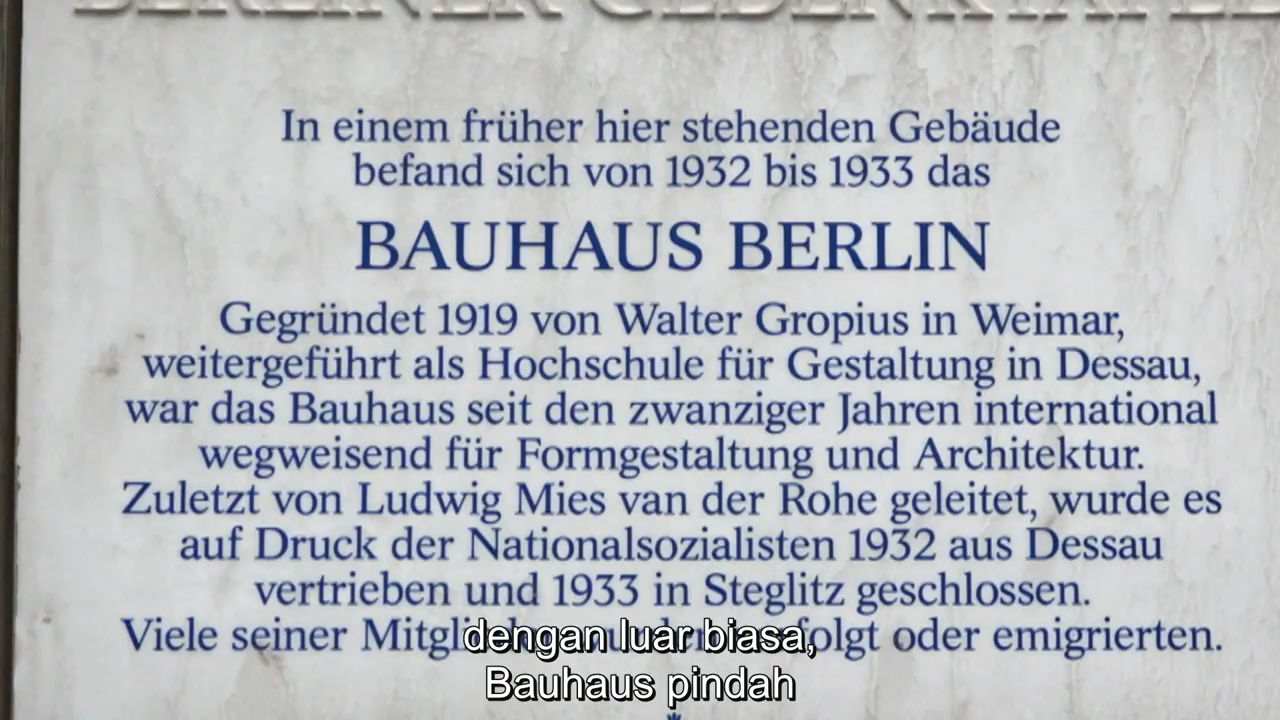 BERLINER GEDENKTAFEL
In einem früher hier stehenden Gebäude
befand sich von 1932 bis 1933 das
BAUHAUS BERLIN
Gegründet 1919 von Walter Gropius in Weimar,
weitergeführt als Hochschule für Gestaltung in Dessau,
war das Bauhaus seit den zwanziger Jahren international
wegweisend für Formgestaltung und Architektur.
Zuletzt von Ludwig Mies van der Rohe geleitet, wurde es
auf Druck der Nationalsozialisten 1932 aus Dessau
vertrieben und 1933 in Steglitz geschlossen.
Viele seiner oder emigrierten.
dengan luar biasa,
Bauhaus pindah